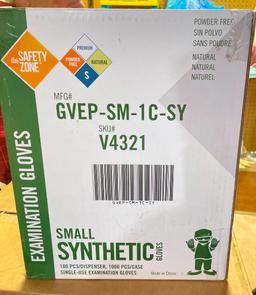 the SAFETY ZONE
PREMIUM
POWDER FREE
NATURAL
S
POWDER FREE
SIN POLVO
SANS POUDRE
NATURAL
NATURAL
NATUREL
MFG#
GVEP-SM-1C-SY
SKU#
V4321
GVEP-SM-1C-SY
EXAMINATION GLOVES
SMALL
SYNTHETIC GLOVES
100 PCS/DISPENSER, 1000 PCS/CASE
SINGLE-USE EXAMINATION GLOVES
Made in China